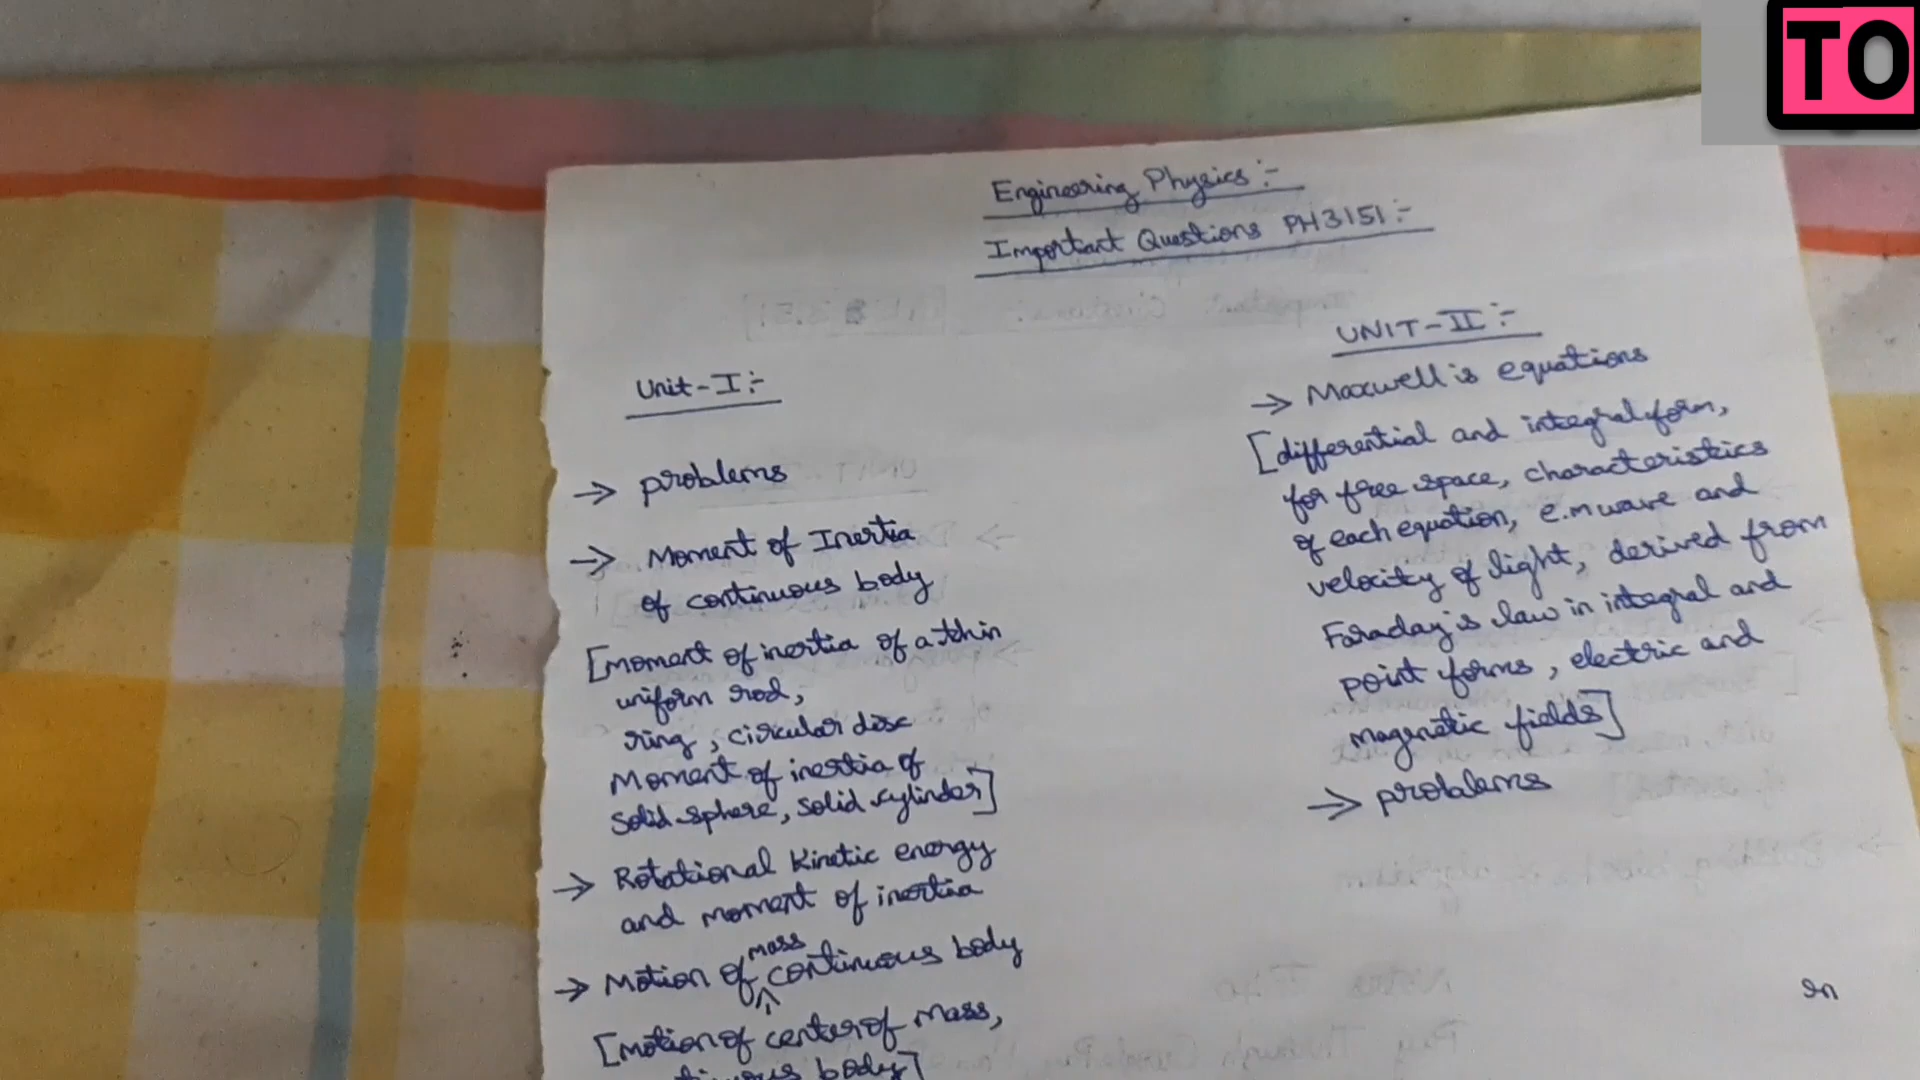 TO
Engineering Physics:-
Important Questions PH3151:-
Unit-I:-
→ problems
→ Moment of Inertia
of continuous body
[moment of inertia of a thin
uniform rod,
ring, circular disc
Moment of inertia of
solid sphere, solid cylinder]
→ Rotational Kinetic energy
and moment of inertia
→ Motion of mass continuous body
[motion of center of mass,
body]
UNIT-II:-
→ Maxwell's equations
[differential and integral form,
for free space, characteristics
of each equation, e.m wave and
velocity of light, derived from
Faraday's law in integral and
point forms, electric and
magnetic fields]
→ problems